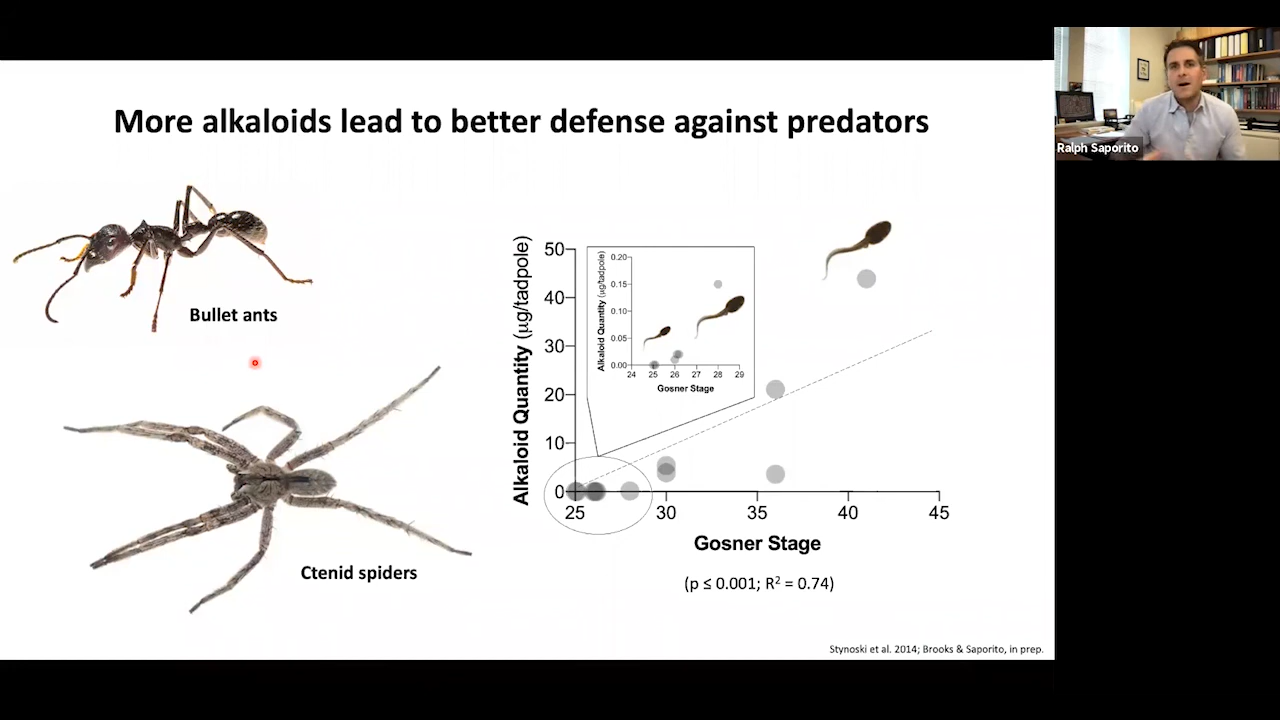 More alkaloids lead to better defense against predators
Ralph Saporito
Bullet ants
Ctenid spiders
Alkaloid Quantity (µg/tadpole)
50
40
30
20
10
0
25
30
35
40
45
Gosner Stage
Alkaloid Quantity (µg/tadpole)
0.20
0.15
0.10
0.05
0.00
24
25
26
27
28
29
Gosner Stage
(p ≤ 0.001; R² = 0.74)
Stynoski et al. 2014; Brooks & Saporito, in prep.